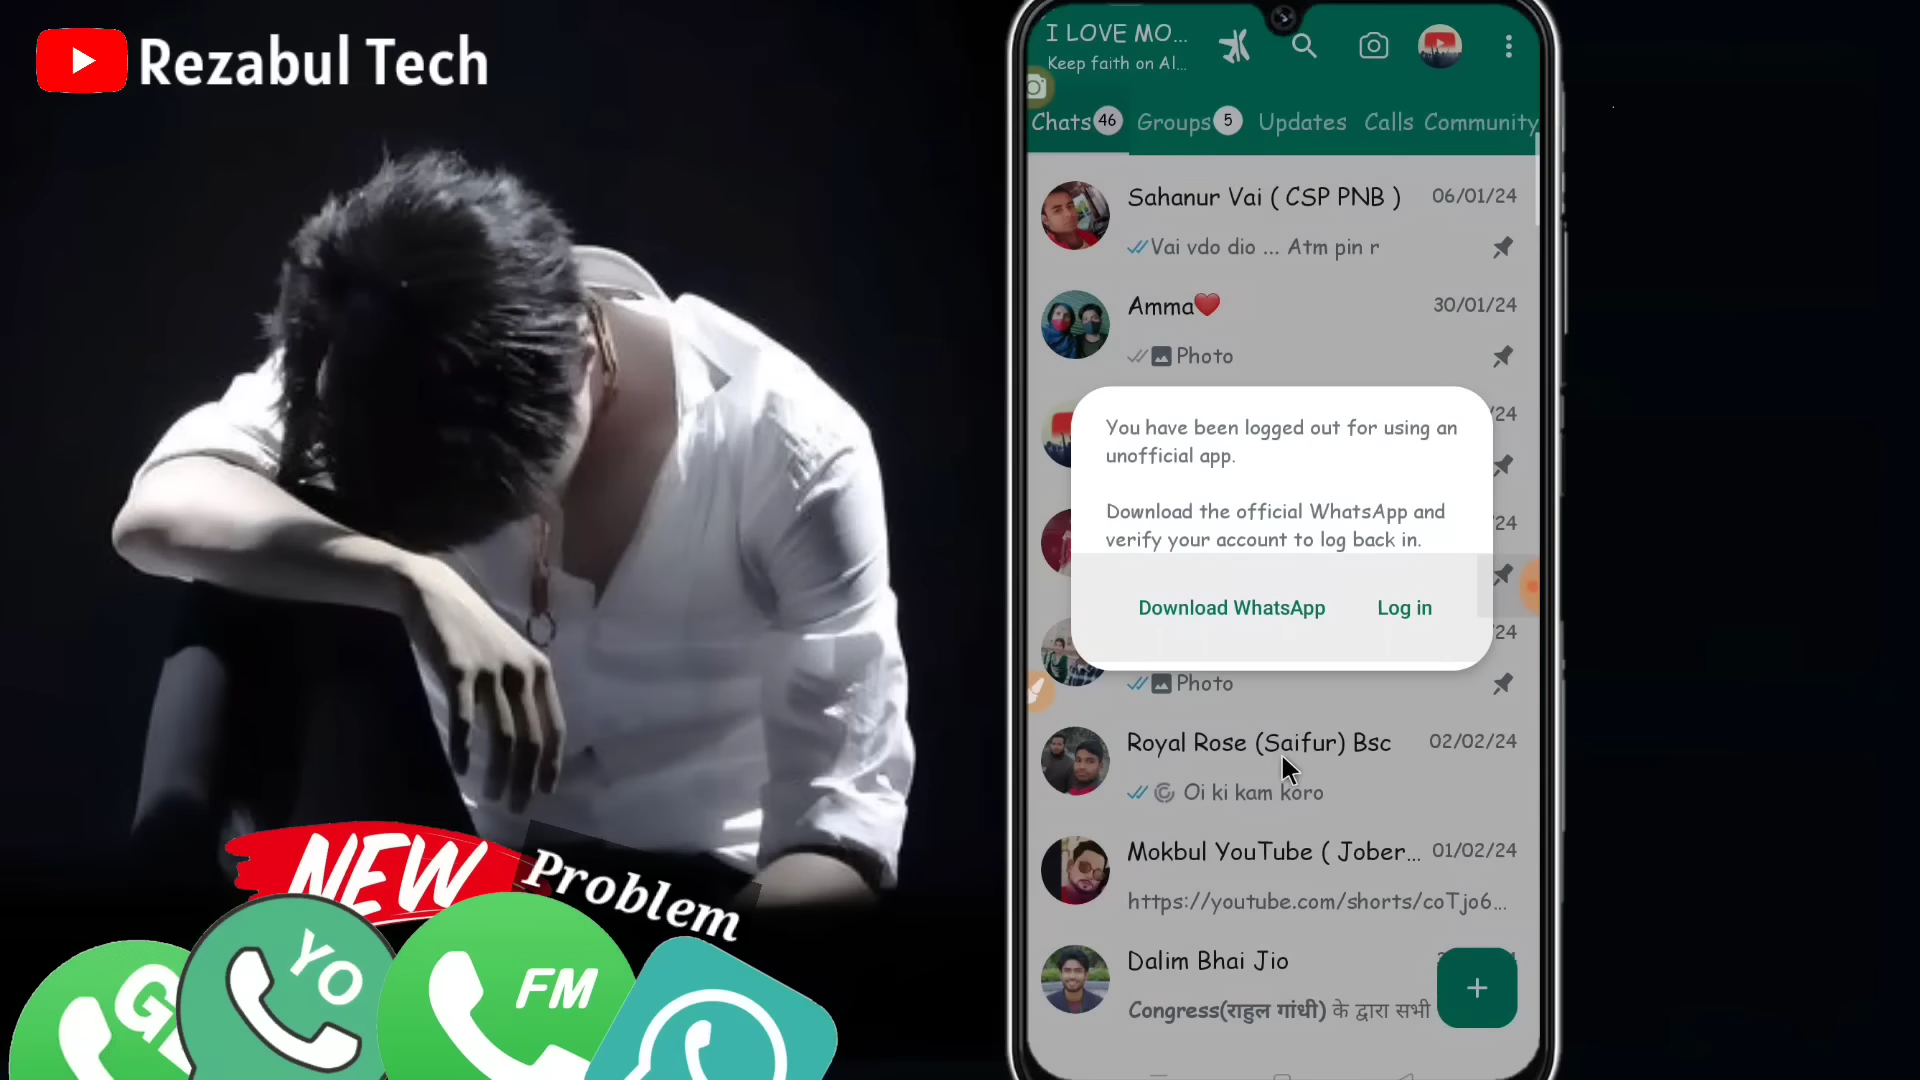 Rezabul Tech
NEW
Problem
YO
FM
I LOVE MO...
Keep faith on Al...
Chats 46 Groups 5 Updates Calls Community
Sahanur Vai ( CSP PNB ) 06/01/24
Vai vdo dio ... Atm pin r
Amma❤️ 30/01/24
Photo
/24
You have been logged out for using an
unofficial app.
/24
Download the official WhatsApp and
verify your account to log back in.
Download WhatsApp Log in
/24
Photo
Royal Rose (Saifur) Bsc 02/02/24
Oi ki kam koro
Mokbul YouTube ( Jober... 01/02/24
https://youtube.com/shorts/coTjo6...
Dalim Bhai Jio
Congress(राहुल गांधी) के द्वारा सभी